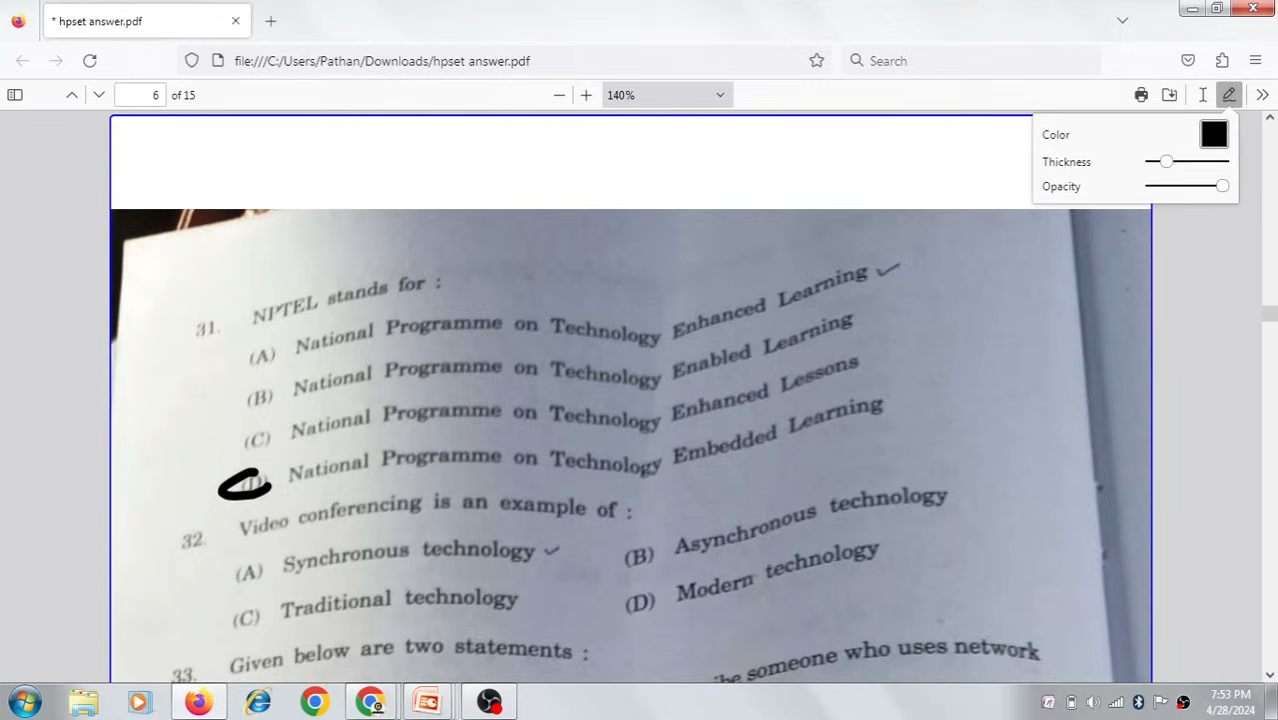 * hpset answer.pdf
file:///C:/Users/Pathan/Downloads/hpset answer.pdf
Search
6 of 15
140%
Color
Thickness
Opacity
31. NPTEL stands for :
(A) National Programme on Technology Enhanced Learning
(B) National Programme on Technology Enabled Learning
(C) National Programme on Technology Enhanced Lessons
(D) National Programme on Technology Embedded Learning
32. Video conferencing is an example of :
(A) Synchronous technology (B) Asynchronous technology
(C) Traditional technology (D) Modern technology
33. Given below are two statements :
someone who uses network
7:53 PM
4/28/2024